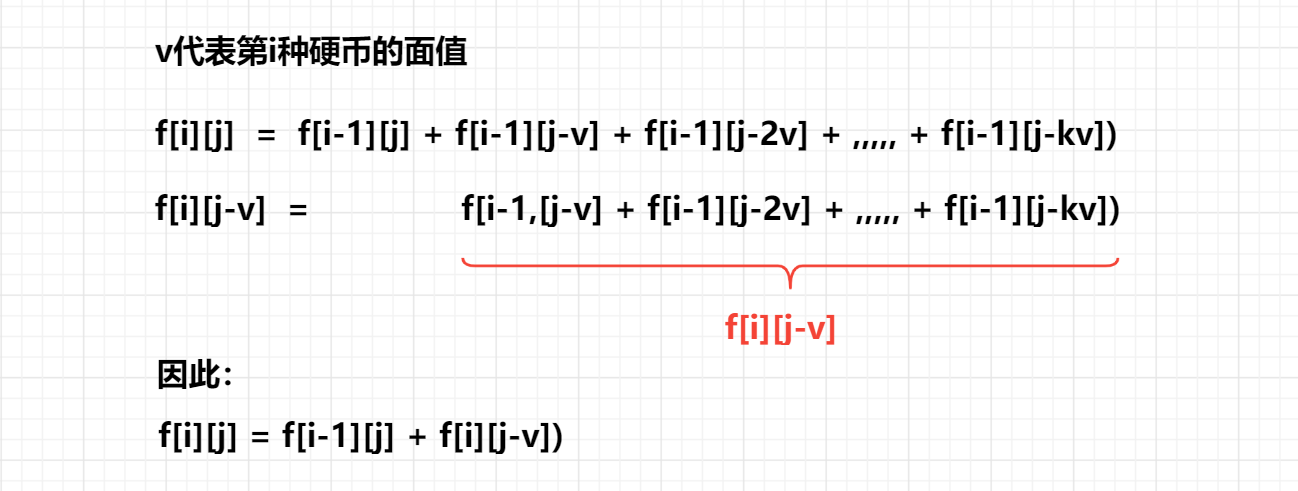 v代表第i种硬币的面值
f[i][j] = f[i-1][j] + f[i-1][j-v] + f[i-1][j-2v] + ,,,,, + f[i-1][j-kv])
f[i][j-v] = f[i-1,[j-v] + f[i-1][j-2v] + ,,,,, + f[i-1][j-kv])
f[i][j-v]
因此：
f[i][j] = f[i-1][j] + f[i][j-v])